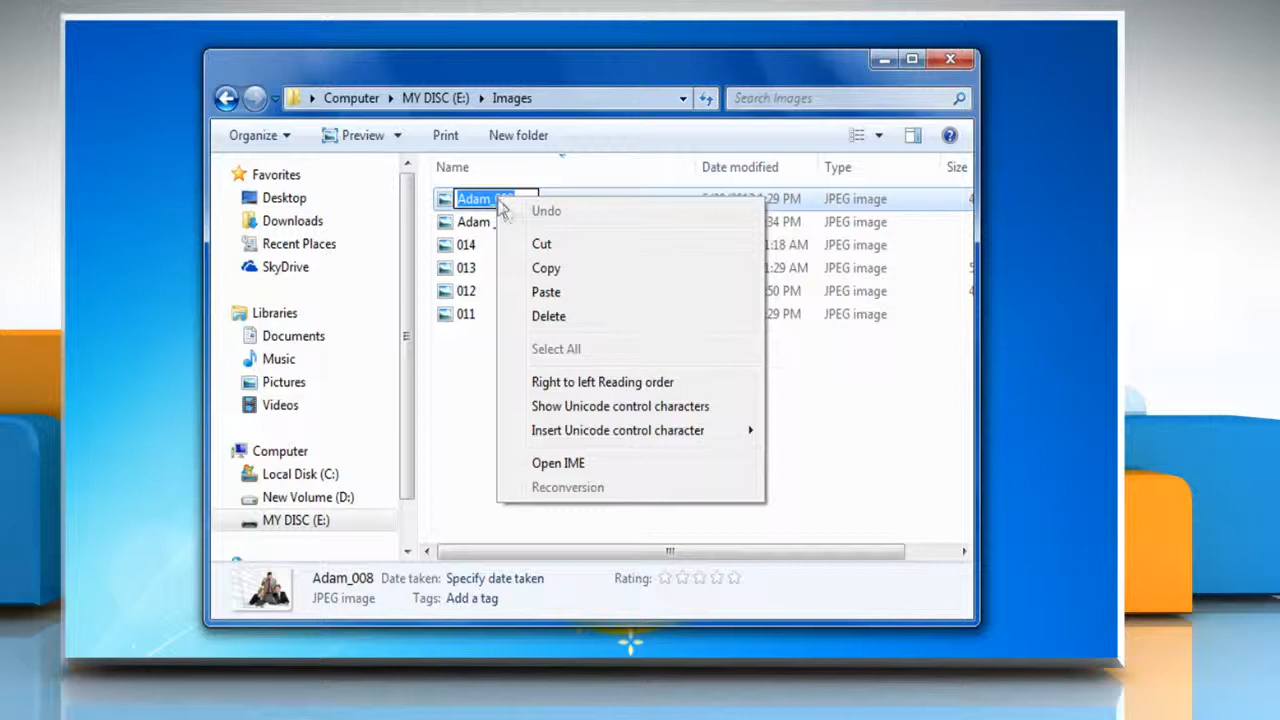 Computer MY DISC (E:) Images
Search Images
Organize Preview Print New folder
Name Date modified Type Size
Favorites
Desktop
Downloads
Recent Places
SkyDrive
Libraries
Documents
Music
Pictures
Videos
Computer
Local Disk (C:)
New Volume (D:)
MY DISC (E:)
Adam_ :29 PM JPEG image 4
Adam_ :34 PM JPEG image
014 1:18 AM JPEG image
013 :29 AM JPEG image
012 :50 PM JPEG image 4
011 :29 PM JPEG image
Undo
Cut
Copy
Paste
Delete
Select All
Right to left Reading order
Show Unicode control characters
Insert Unicode control character
Open IME
Reconversion
Adam_008 Date taken: Specify date taken Rating:
JPEG image Tags: Add a tag